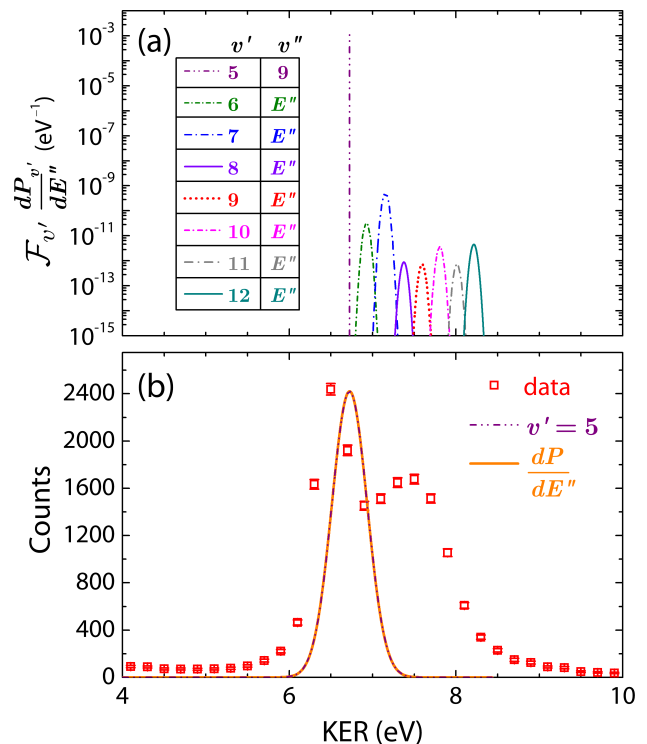 (a)
v′ v″
5 9
6 E″
7 E″
8 E″
9 E″
10 E″
11 E″
12 E″
10⁻³
10⁻⁵
10⁻⁷
10⁻⁹
10⁻¹¹
10⁻¹³
10⁻¹⁵
ℱᵥ′ dPᵥ′/dE″ (eV⁻¹)
(b)
data
v′ = 5
dP/dE″
2400
2000
1600
1200
800
400
0
Counts
4 6 8 10
KER (eV)